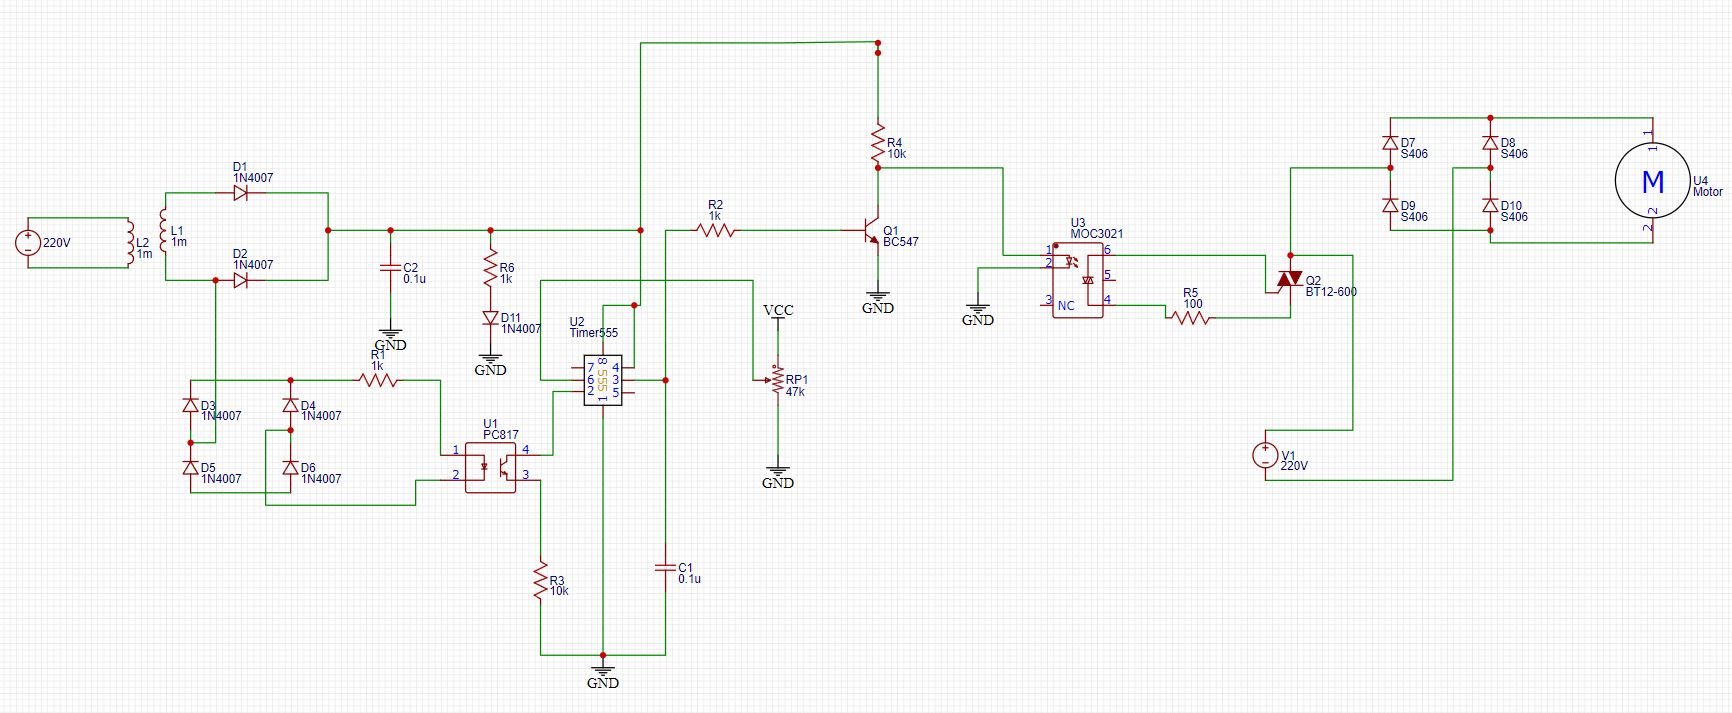 220V
L2
1m
L1
1m
D1
1N4007
D2
1N4007
C2
0.1u
GND
R6
1k
D11
1N4007
GND
R1
1k
D3
1N4007
D4
1N4007
D5
1N4007
D6
1N4007
U1
PC817
1
2
4
3
R3
10k
U2
Timer555
7
6
2
8
555
1
4
3
5
GND
C1
0.1u
R2
1k
R4
10k
Q1
BC547
GND
VCC
RP1
47k
GND
GND
U3
MOC3021
1
2
3
NC
6
5
4
R5
100
Q2
BT12-600
V1
220V
D7
S406
D8
S406
D9
S406
D10
S406
1
1
M
2
2
U4
Motor